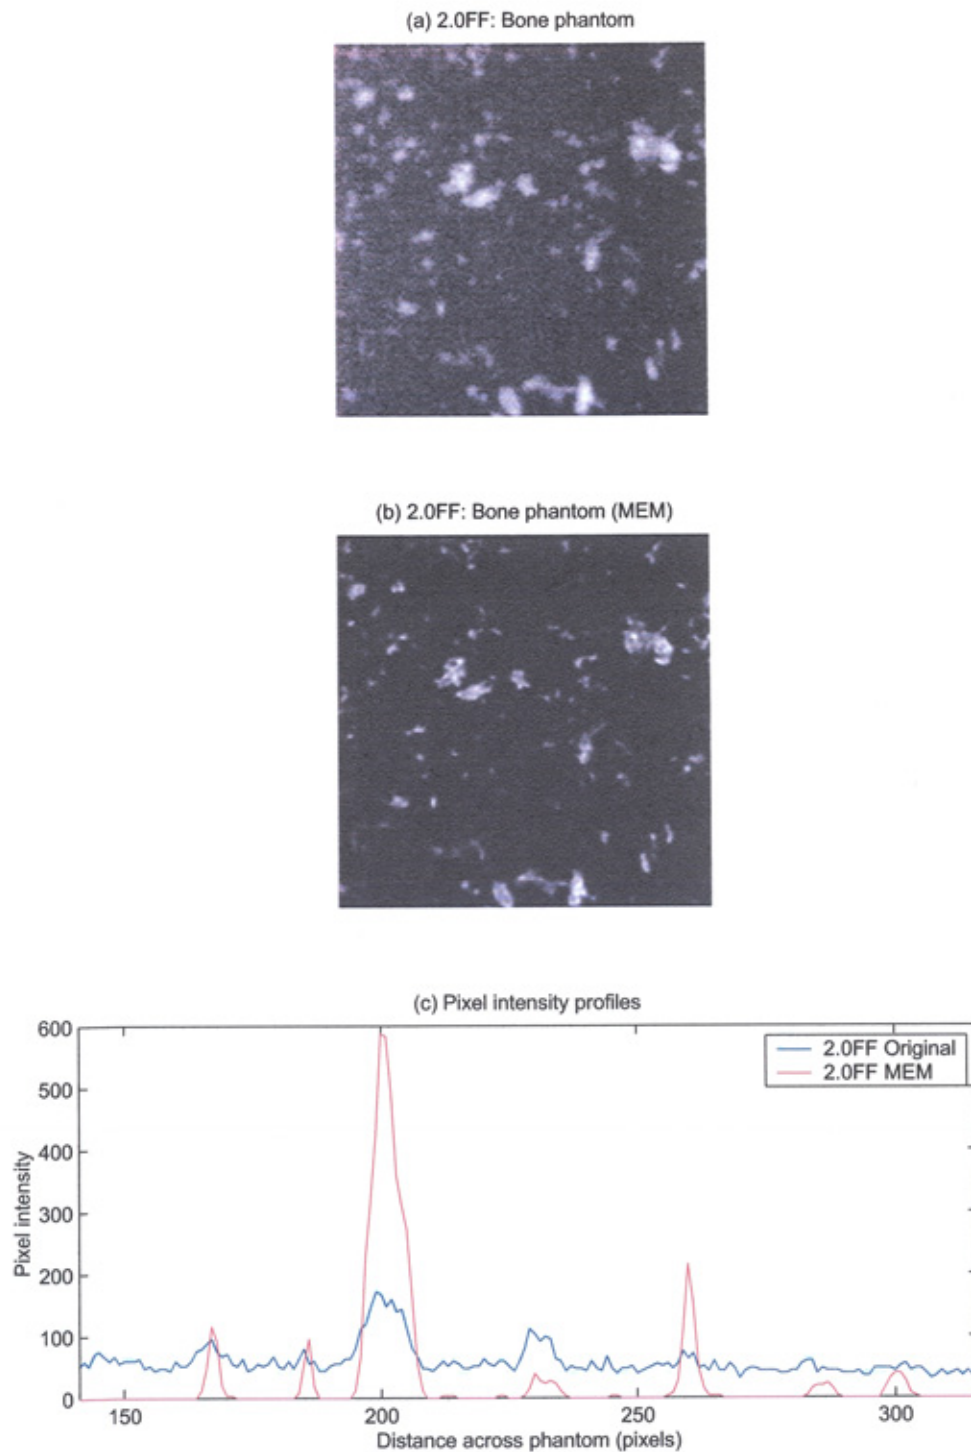 (a) 2.0FF: Bone phantom
(b) 2.0FF: Bone phantom (MEM)
(c) Pixel intensity profiles
600
500
400
300
200
100
0
Pixel intensity
2.0FF Original
2.0FF MEM
150
200
250
300
Distance across phantom (pixels)